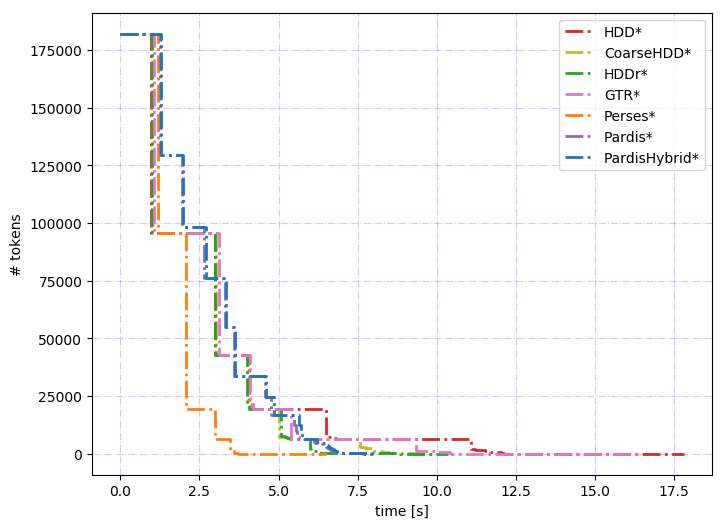 HDD*
CoarseHDD*
HDDr*
GTR*
Perses*
Pardis*
PardisHybrid*
# tokens
175000
150000
125000
100000
75000
50000
25000
0
0.0 2.5 5.0 7.5 10.0 12.5 15.0 17.5
time [s]